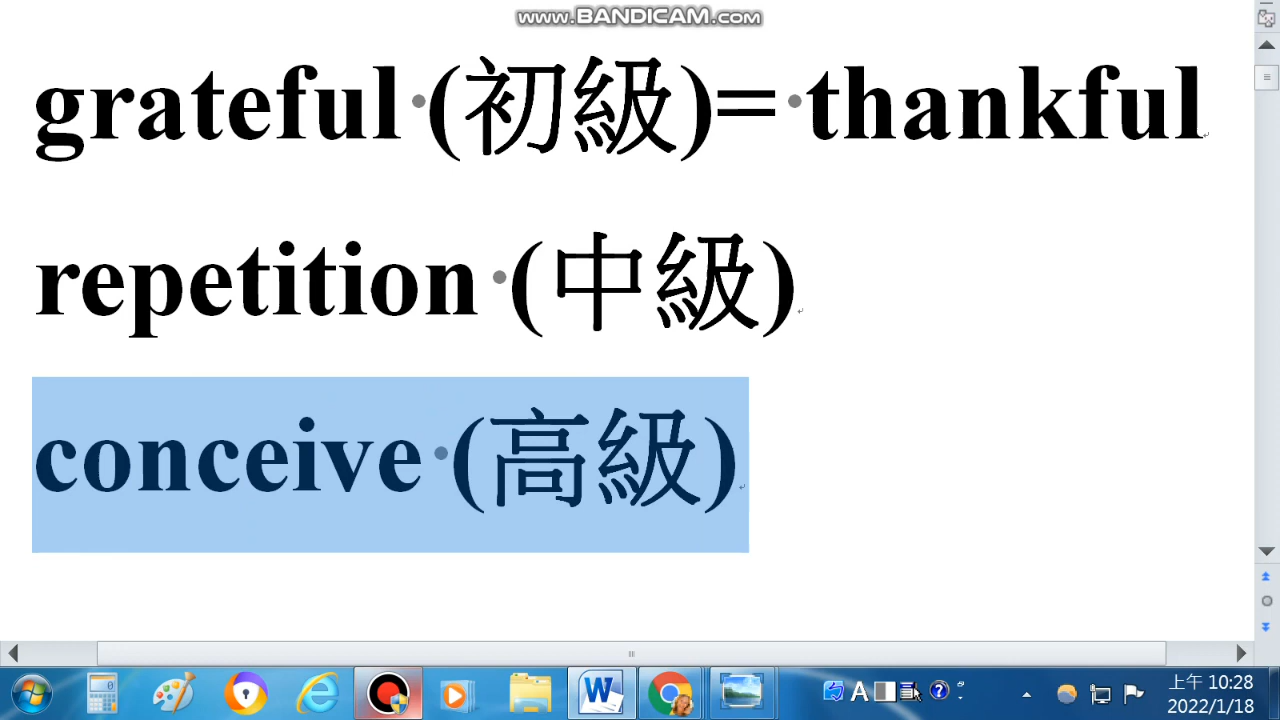 www.BANDICAM.com
grateful (初級)= thankful
repetition (中級)
conceive (高級)
上午 10:28
2022/1/18